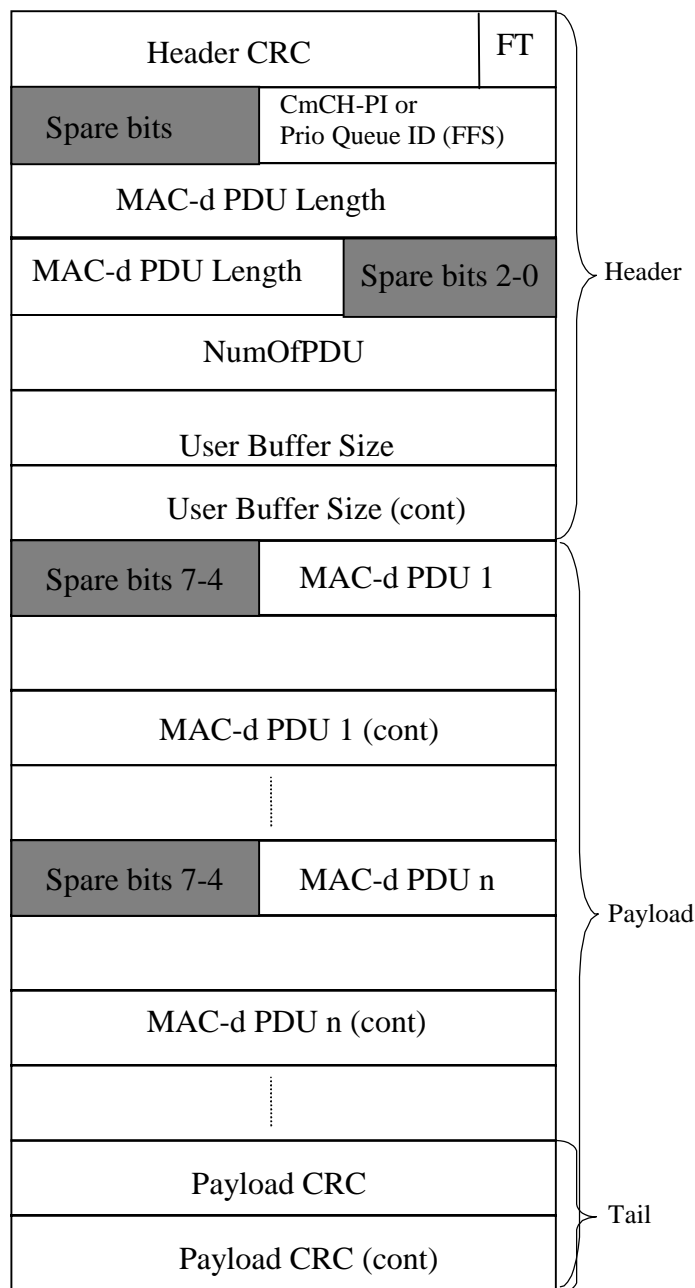 Header CRC FT
Spare bits CmCH-PI or
Prio Queue ID (FFS)
MAC-d PDU Length
MAC-d PDU Length Spare bits 2-0
Header
NumOfPDU
User Buffer Size
User Buffer Size (cont)
Spare bits 7-4 MAC-d PDU 1
MAC-d PDU 1 (cont)
Spare bits 7-4 MAC-d PDU n
Payload
MAC-d PDU n (cont)
Payload CRC
Tail
Payload CRC (cont)